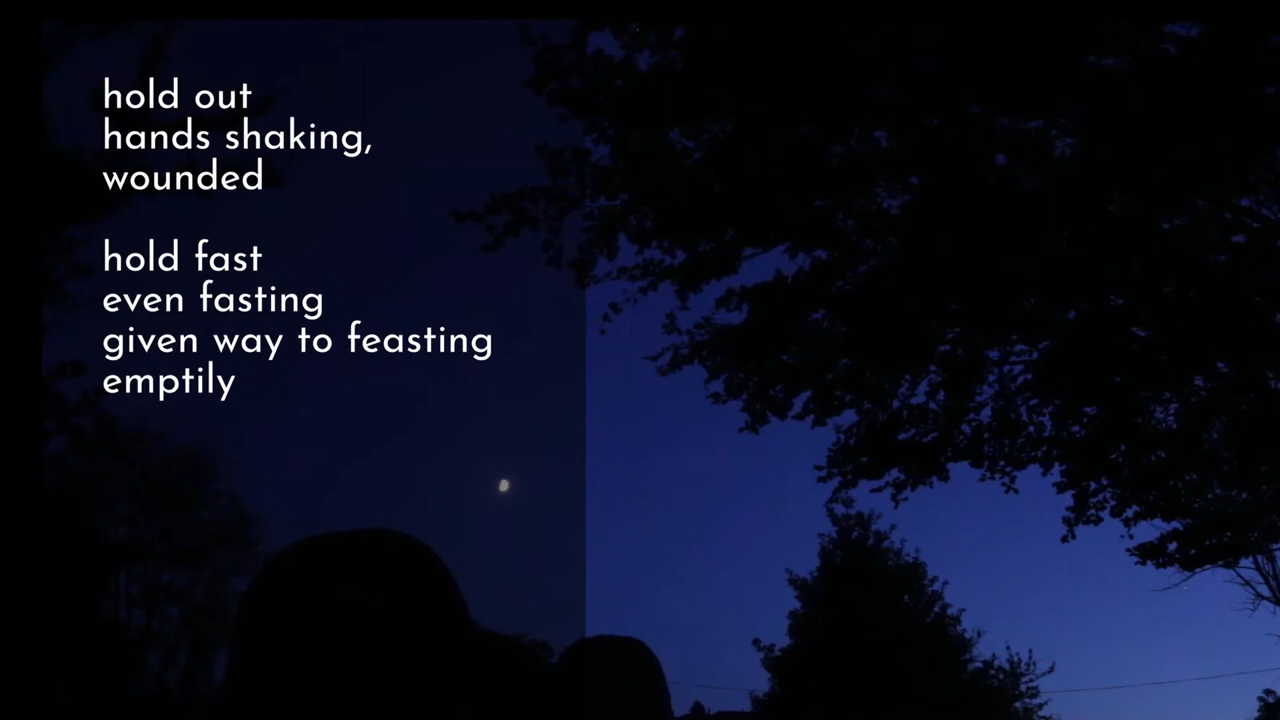 hold out
hands shaking,
wounded
hold fast
even fasting
given way to feasting
emptily